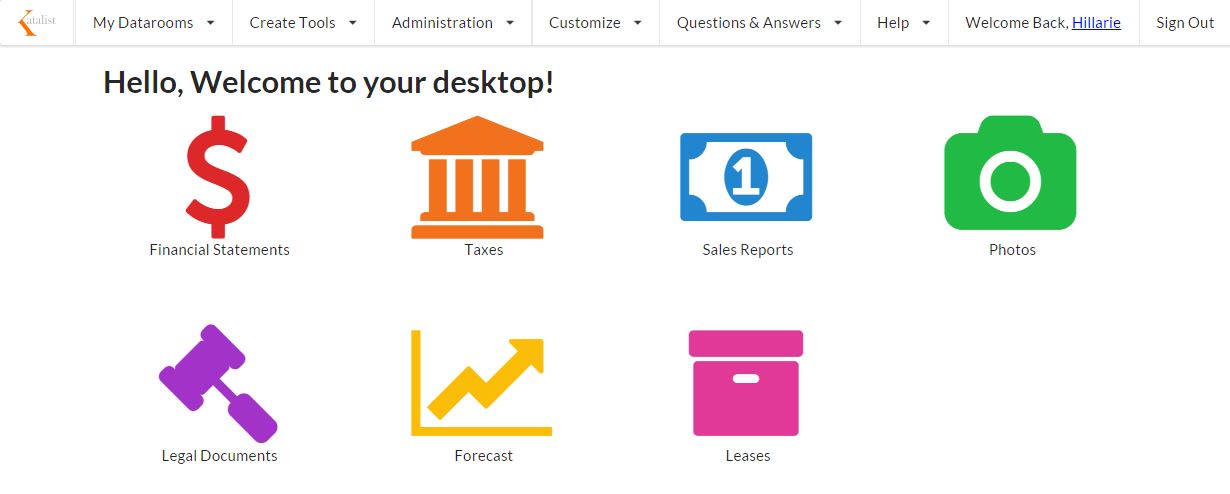 Katalist
My Datarooms
Create Tools
Administration
Customize
Questions & Answers
Help
Welcome Back, Hillarie
Sign Out
Hello, Welcome to your desktop!
$
1
Financial Statements
Taxes
Sales Reports
Photos
Legal Documents
Forecast
Leases